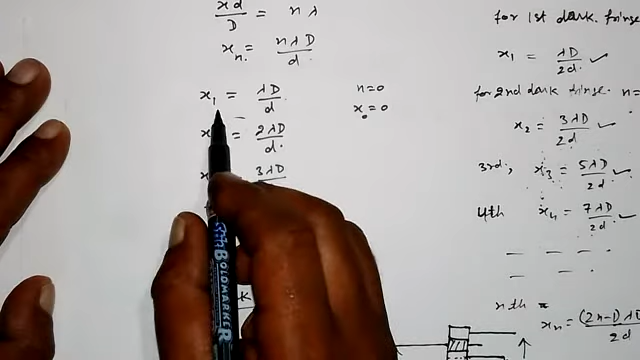 xd/D = nλ
xn = nλD/d.
x1 = λD/d. n=0
x = 2λD/d. x0 = 0
x 3λD
BOLDMARKER
for 1st dark. fringe
x1 = λD/2d. ✓
for 2nd dark fringe. n =
x2 = 3λD/2d ✓
3rd, x3 = 5λD/2d ✓
4th x4 = 7λD/2d ✓
nth
xn = (2n-1) λD/2d